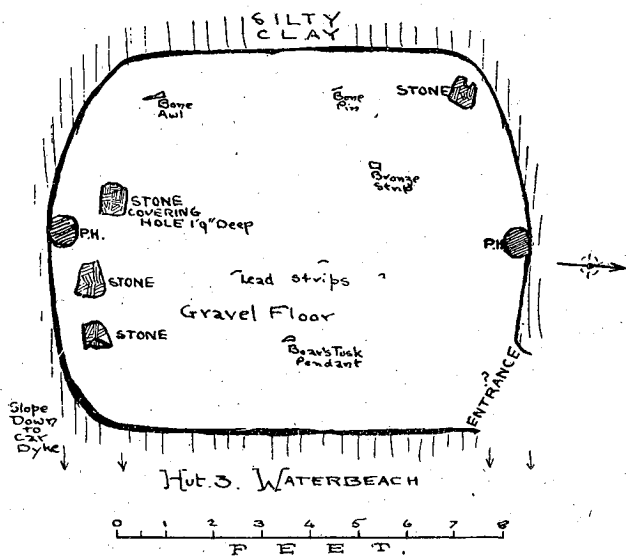 SILTY
CLAY
Bone
Awl
Bone
Pin
STONE
Bronze
Strip
STONE
COVERING
HOLE 1'9" Deep
P.H.
P.H.
STONE
Lead Strips
Gravel Floor
STONE
Boar's Tusk
Pendant
?
ENTRANCE
Slope
Down
TO
Car
Dyke
Hut.3. WATERBEACH
0 1 2 3 4 5 6 7 8
FEET.